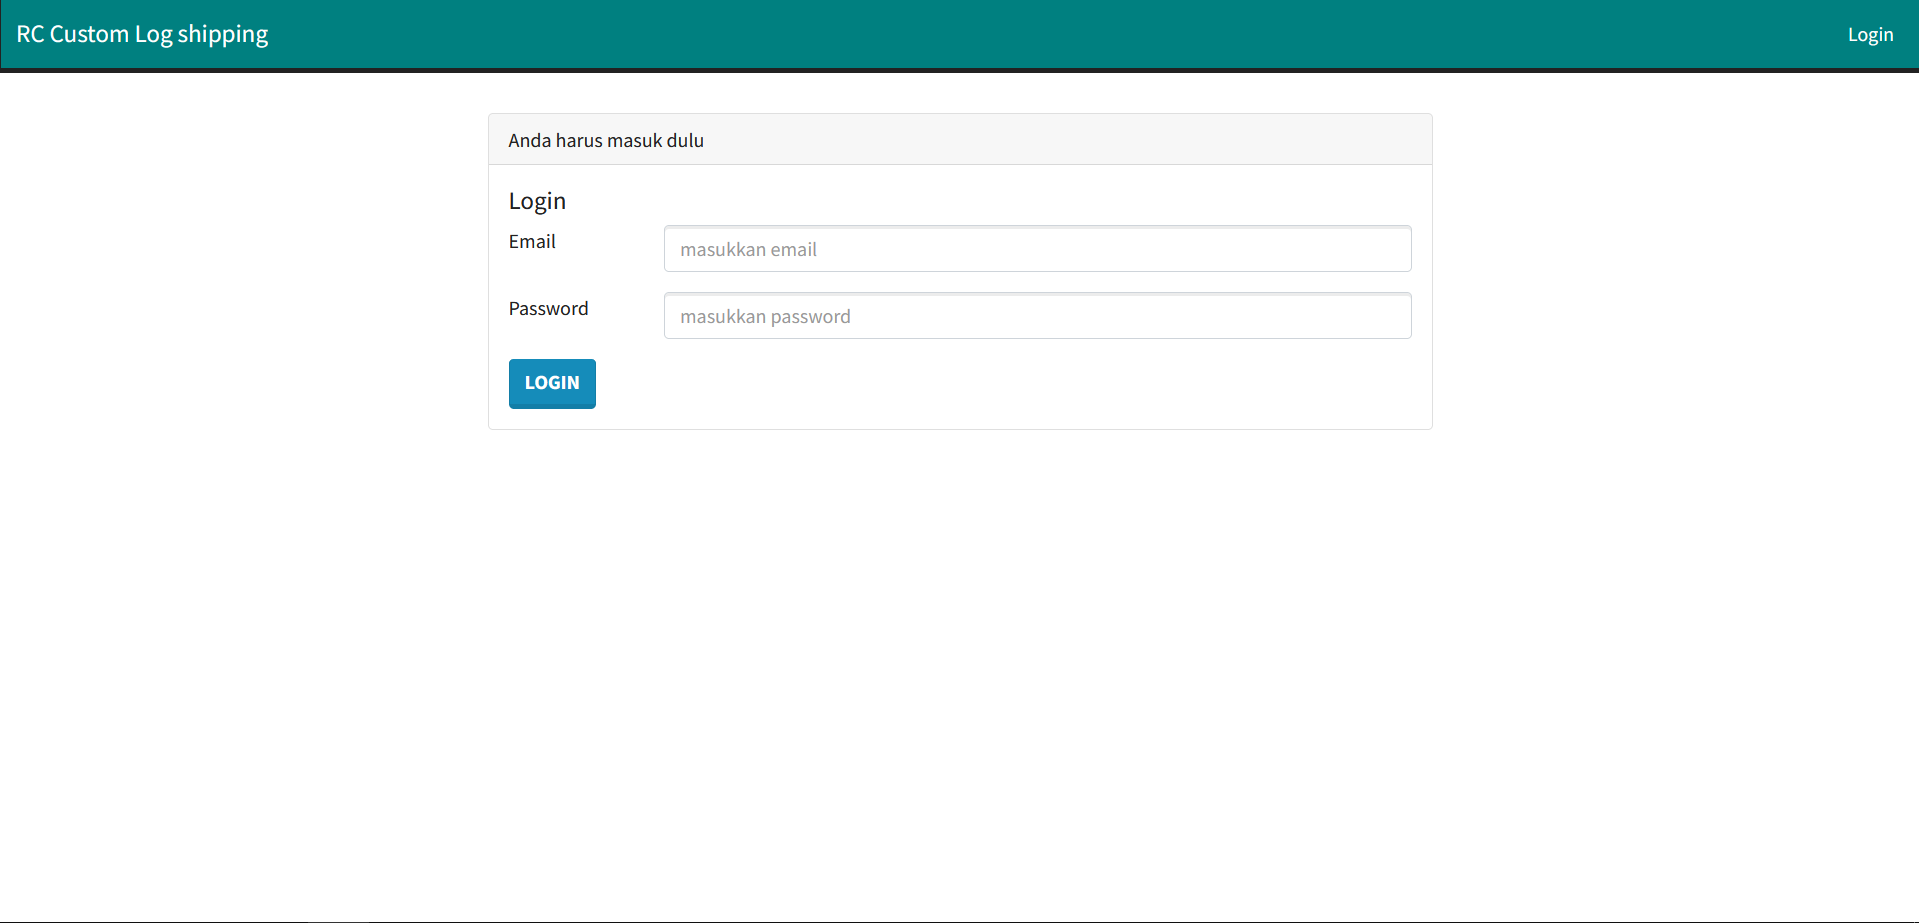 RC Custom Log shipping
Login
Anda harus masuk dulu
Login
Email
masukkan email
Password
masukkan password
LOGIN